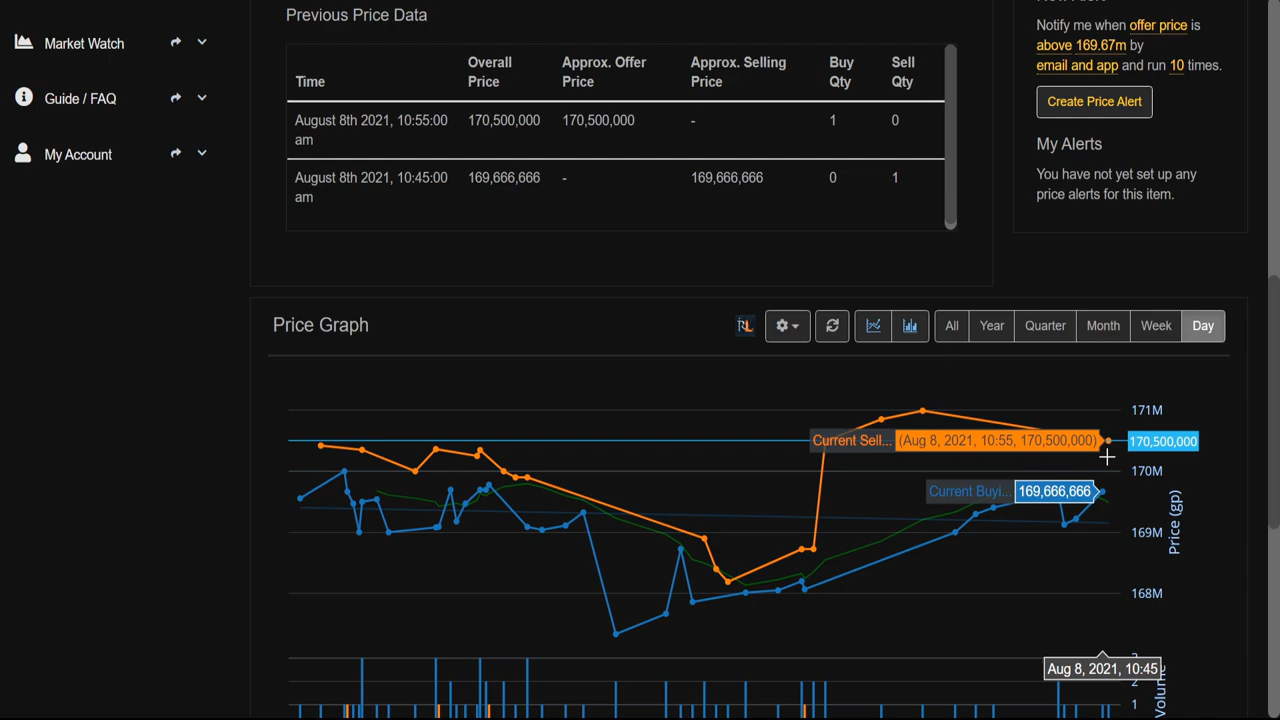 Market Watch
Guide / FAQ
My Account
Previous Price Data
Time
Overall Price
Approx. Offer Price
Approx. Selling Price
Buy Qty
Sell Qty
August 8th 2021, 10:55:00 am
170,500,000
170,500,000
-
1
0
August 8th 2021, 10:45:00 am
169,666,666
-
169,666,666
0
1
Notify me when offer price is
above 169.67m by
email and app and run 10 times.
Create Price Alert
My Alerts
You have not yet set up any
price alerts for this item.
Price Graph
RL
All
Year
Quarter
Month
Week
Day
171M
Current Sell... (Aug 8, 2021, 10:55, 170,500,000)
170,500,000
170M
Current Buyi... 169,666,666
169M
168M
Price (gp)
Aug 8, 2021, 10:45
2
1
Volume